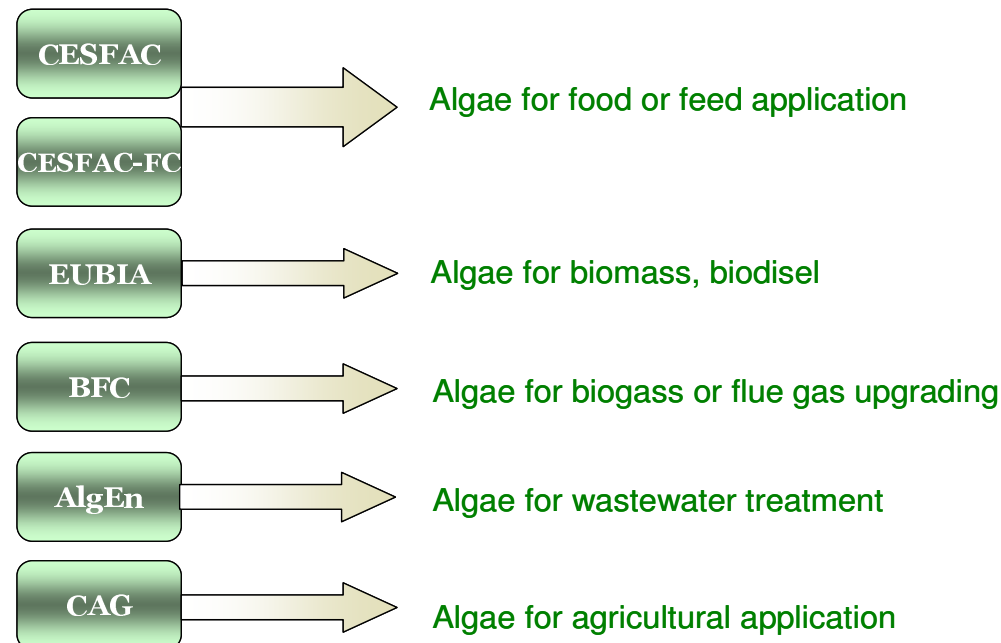 CESFAC
Algae for food or feed application
CESFAC-FC
EUBIA
Algae for biomass, biodisel
BFC
Algae for biogass or flue gas upgrading
AlgEn
Algae for wastewater treatment
CAG
Algae for agricultural application